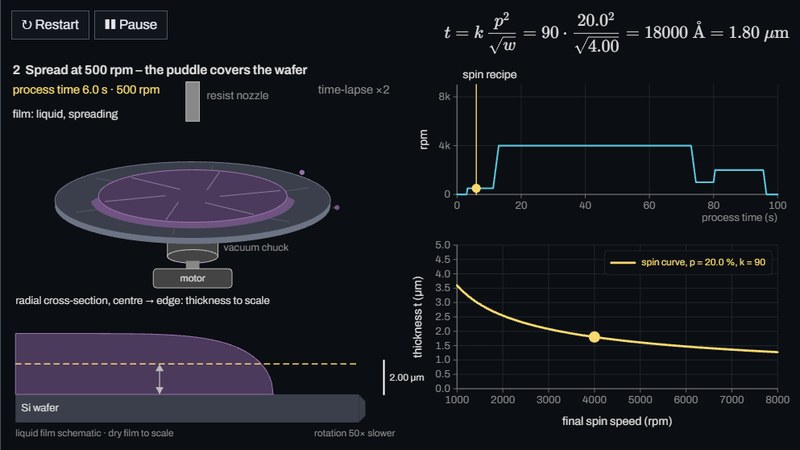 ↻ Restart
Pause
t = k p²/√w = 90 · 20.0²/√4.00 = 18000 Å = 1.80 µm
2 Spread at 500 rpm – the puddle covers the wafer
process time 6.0 s · 500 rpm
resist nozzle
time-lapse ×2
film: liquid, spreading
vacuum chuck
motor
radial cross-section, centre → edge: thickness to scale
2.00 µm
Si wafer
liquid film schematic · dry film to scale
rotation 50× slower
spin recipe
rpm
8k
4k
0
0 20 40 60 80 100
process time (s)
thickness t (µm)
5.0
4.5
4.0
3.5
3.0
2.5
2.0
1.5
1.0
0.5
0.0
spin curve, p = 20.0 %, k = 90
1000 2000 3000 4000 5000 6000 7000 8000
final spin speed (rpm)